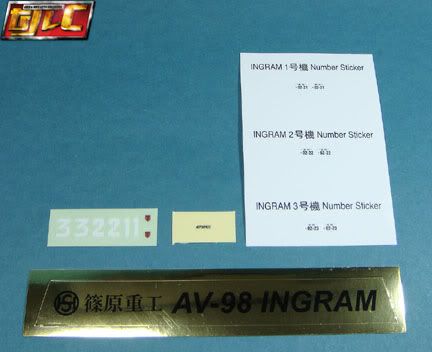 INGRAM 1号機 Number Sticker
INGRAM 2号機 Number Sticker
INGRAM 3号機 Number Sticker
332211
篠原重工 AV-98 INGRAM